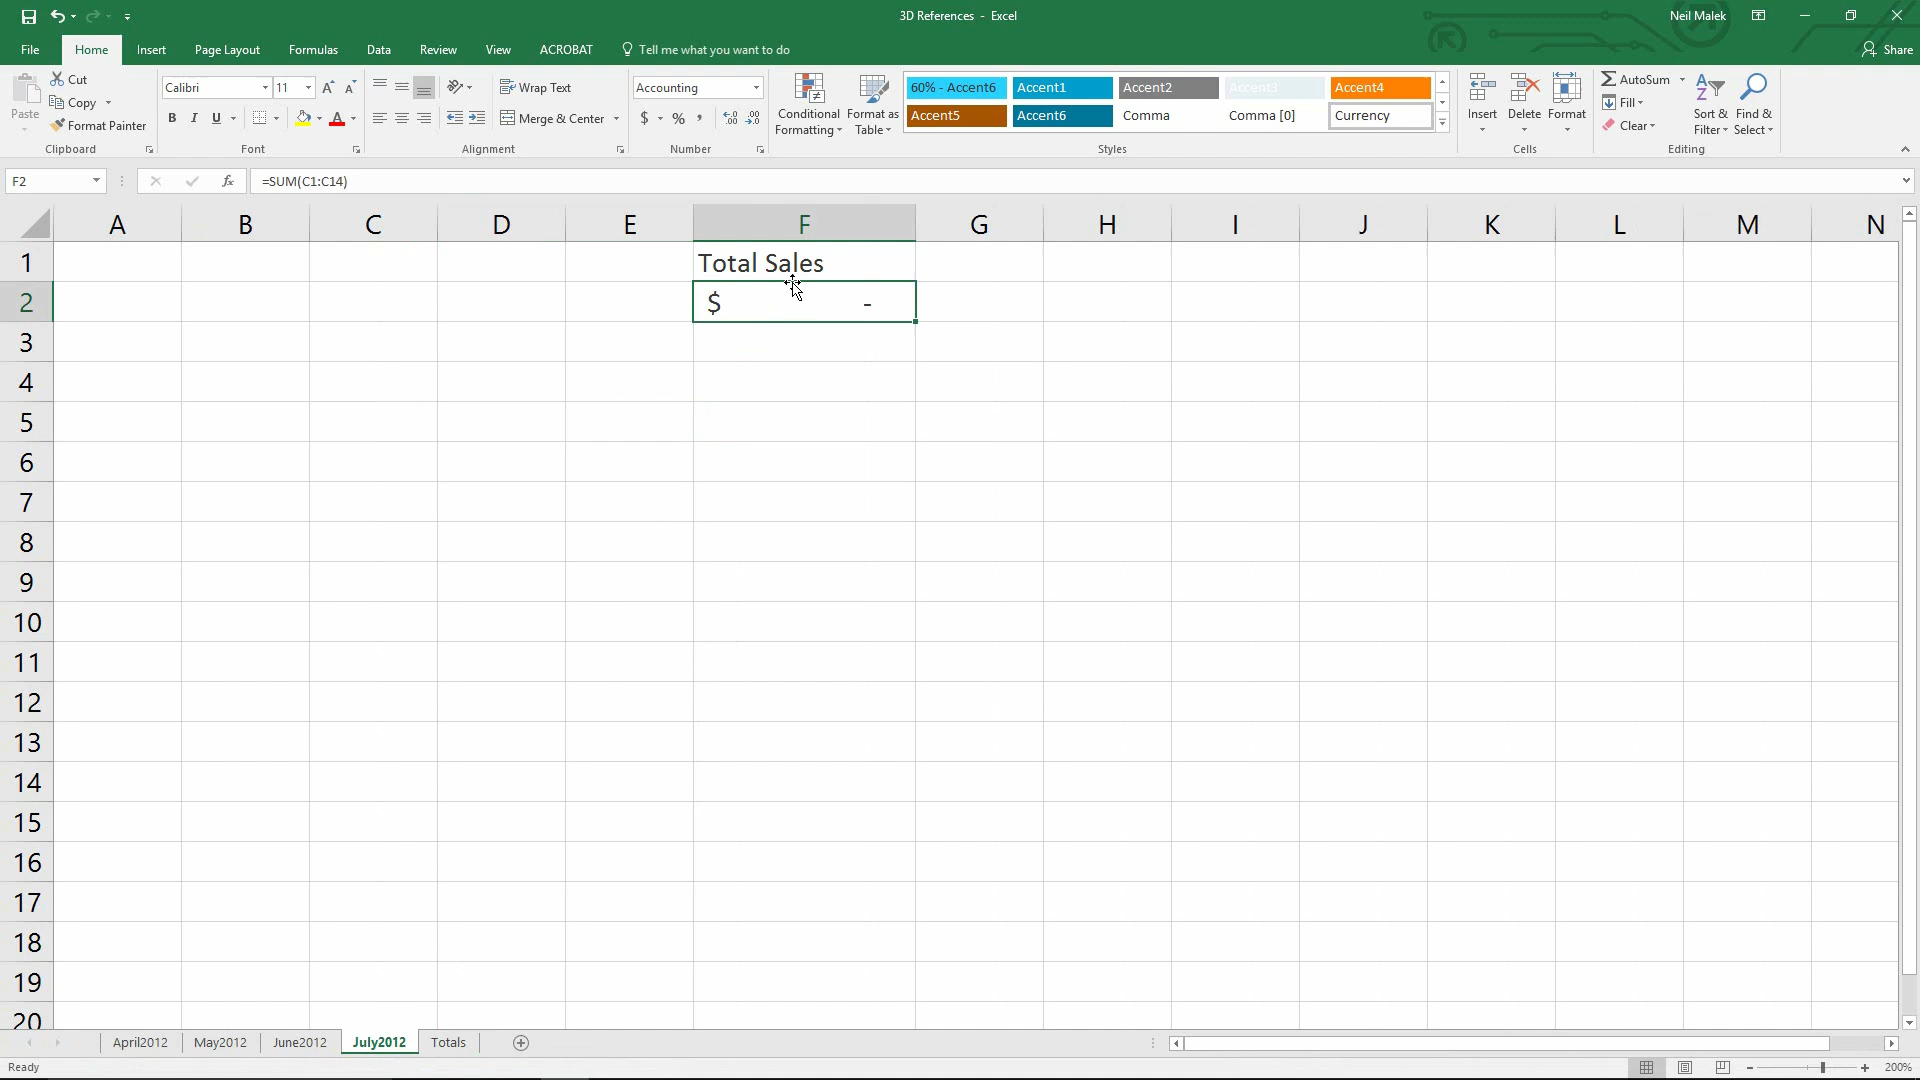 3D References - Excel
Neil Malek
File Home Insert Page Layout Formulas Data Review View ACROBAT Tell me what you want to do Share
Paste
Cut
Copy
Format Painter
Clipboard
Calibri 11
B I U
Font
Wrap Text
Merge & Center
Alignment
Accounting
$ % ,
Number
Conditional Formatting
Format as Table
60% - Accent6 Accent1 Accent2 Accent3 Accent4
Accent5 Accent6 Comma Comma [0] Currency
Styles
Insert Delete Format
Cells
AutoSum
Fill
Clear
Sort & Filter
Find & Select
Editing
F2 fx =SUM(C1:C14)
A B C D E F G H I J K L M N
1 Total Sales
2 $ -
3
4
5
6
7
8
9
10
11
12
13
14
15
16
17
18
19
20
April2012 May2012 June2012 July2012 Totals
Ready 200%